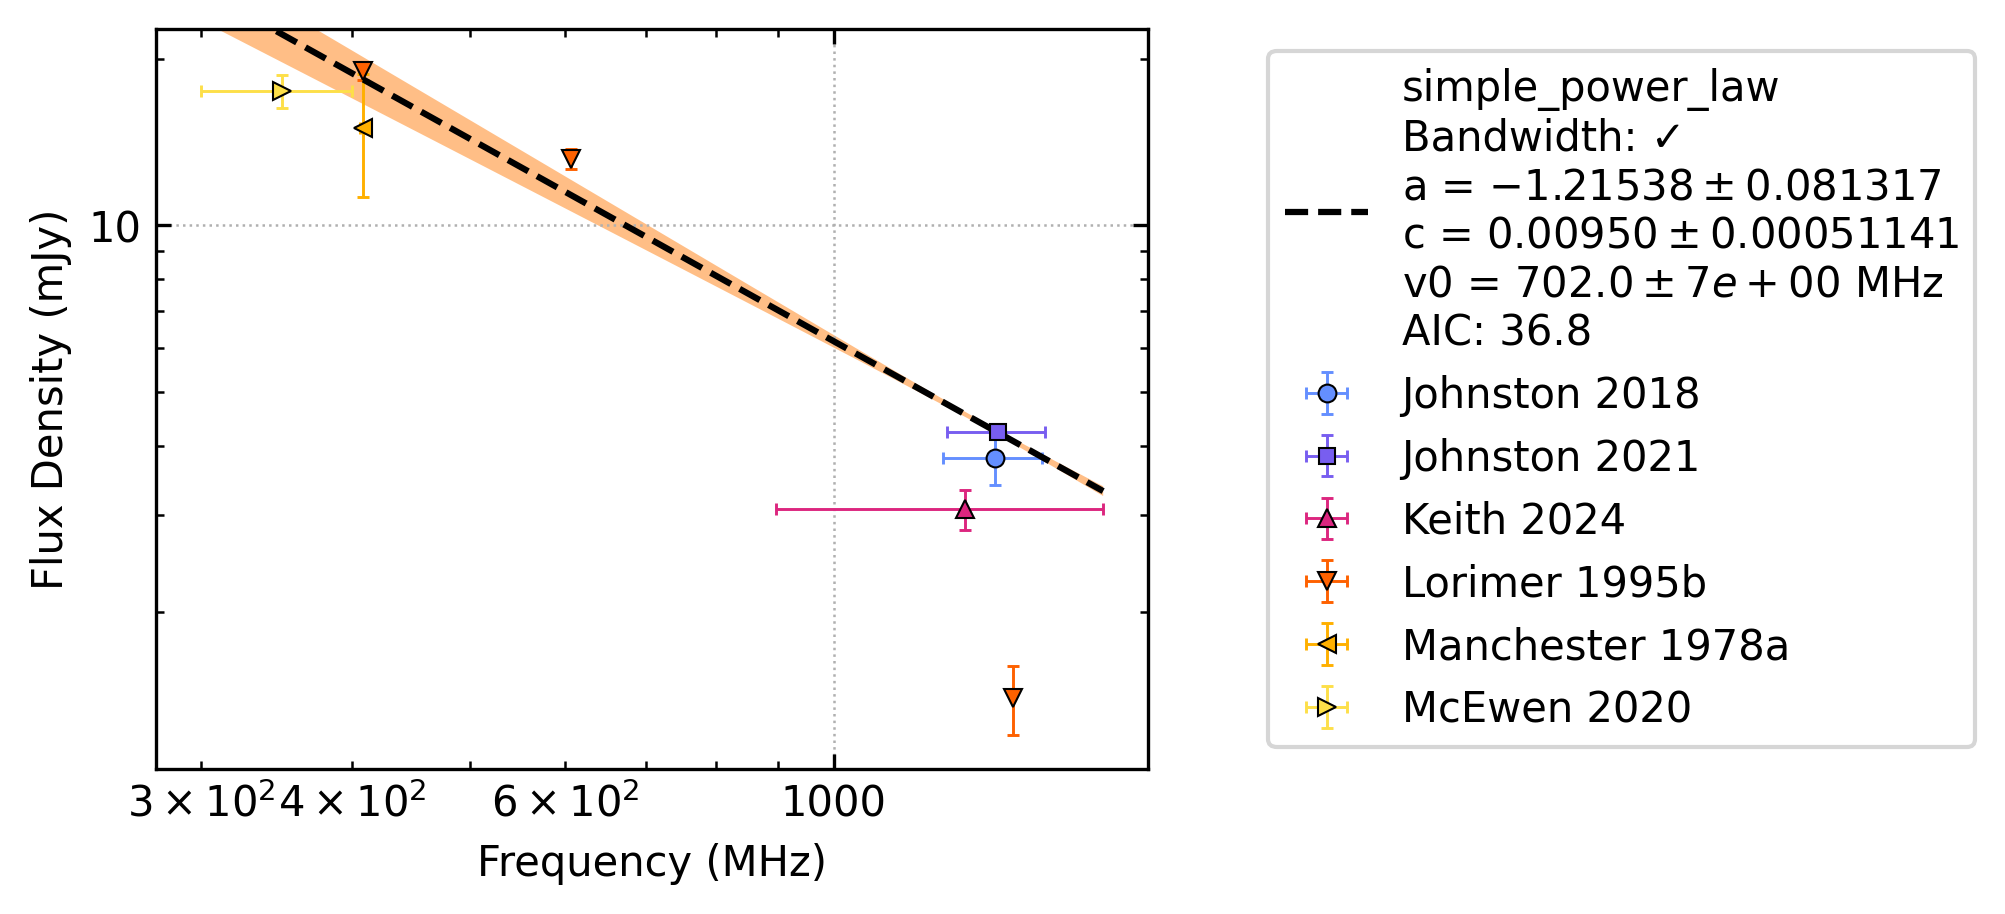 Flux Density (mJy)
10
3 × 10² 4 × 10² 6 × 10² 1000
Frequency (MHz)
simple_power_law
Bandwidth: ✓
a = −1.21538 ± 0.081317
c = 0.00950 ± 0.00051141
v0 = 702.0 ± 7e + 00 MHz
AIC: 36.8
Johnston 2018
Johnston 2021
Keith 2024
Lorimer 1995b
Manchester 1978a
McEwen 2020